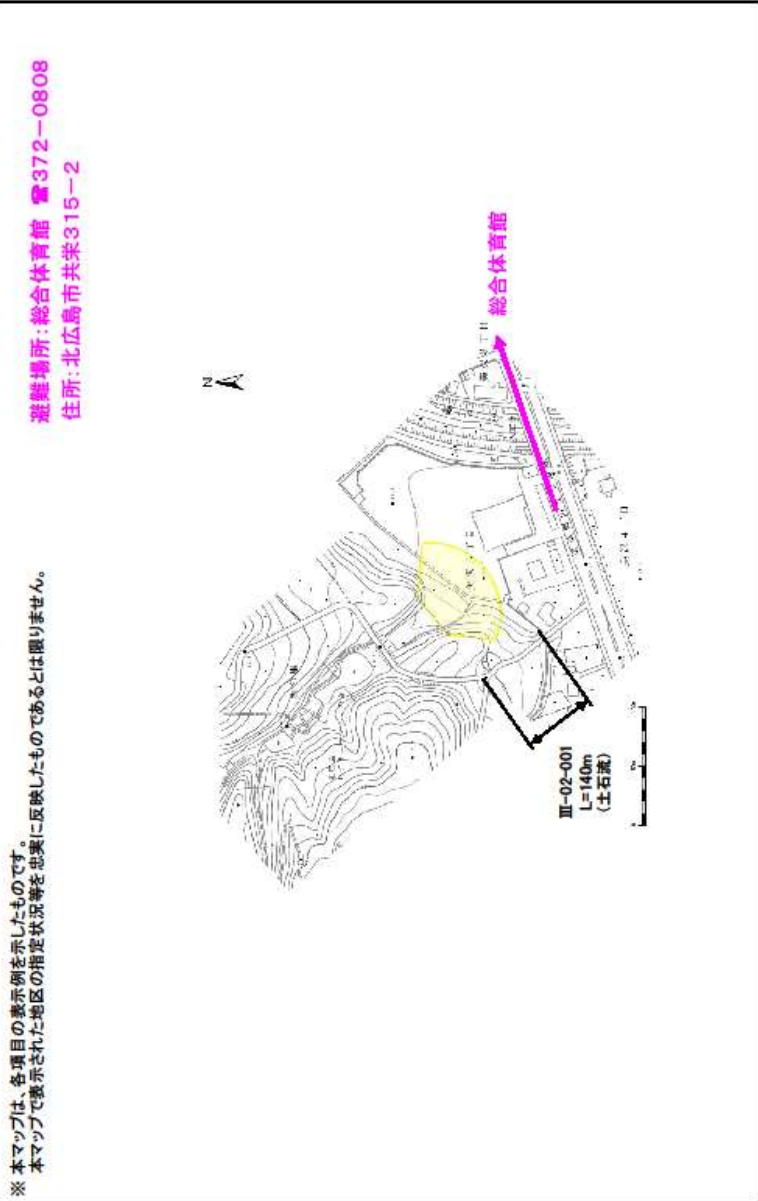 ※ 本マップは、各項目の表示例を示したものです。
本マップで表示された地区の指定状況等を忠実に反映したものであるとは限りません。
避難場所:総合体育館 ☎372-0808
住所:北広島市共栄315-2
N
総合体育館
Ⅲ-02-001
L=140m
(土石流)